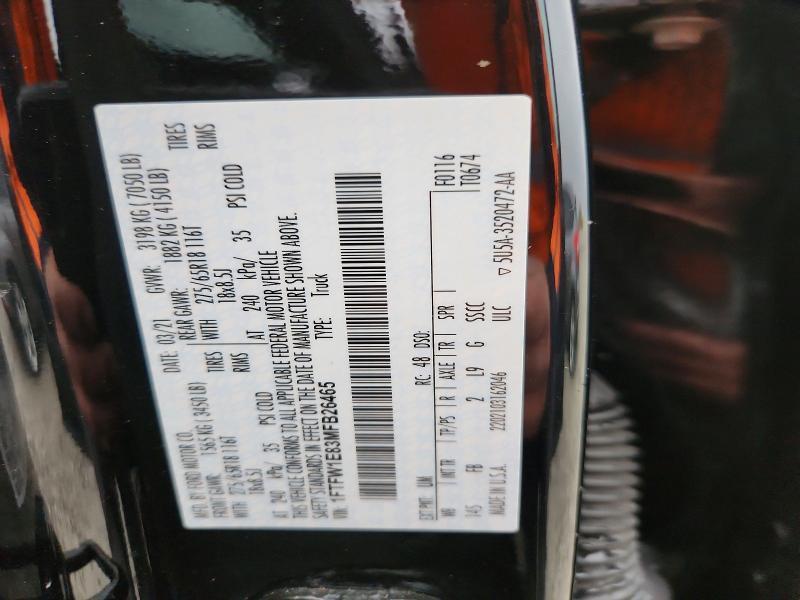 MFD. BY FORD MOTOR CO. DATE: 03/21 GVWR: 3198 KG ( 7050 LB)
FRONT GAWR: 1565 KG ( 3450 LB) REAR GAWR: 1882 KG ( 4150 LB)
WITH 275/65R18 116T TIRES WITH 275/65R18 116T TIRES
18x8.5J RIMS 18x8.5J RIMS
AT 240 kPa/ 35 PSI COLD AT 240 kPa/ 35 PSI COLD
THIS VEHICLE CONFORMS TO ALL APPLICABLE FEDERAL MOTOR VEHICLE
SAFETY STANDARDS IN EFFECT ON THE DATE OF MANUFACTURE SHOWN ABOVE.
VIN: 1FTFW1E83MFB26465 TYPE: Truck
F0116
EXT PNT: UM RC: 48 DSO: T0674
WB INT TR TP/PS R AXLE TR SPR
145 FB 2 L9 G SSCC
MADE IN U.S.A. 2202103162046 ULC
▽ 5U5A-3520472-AA